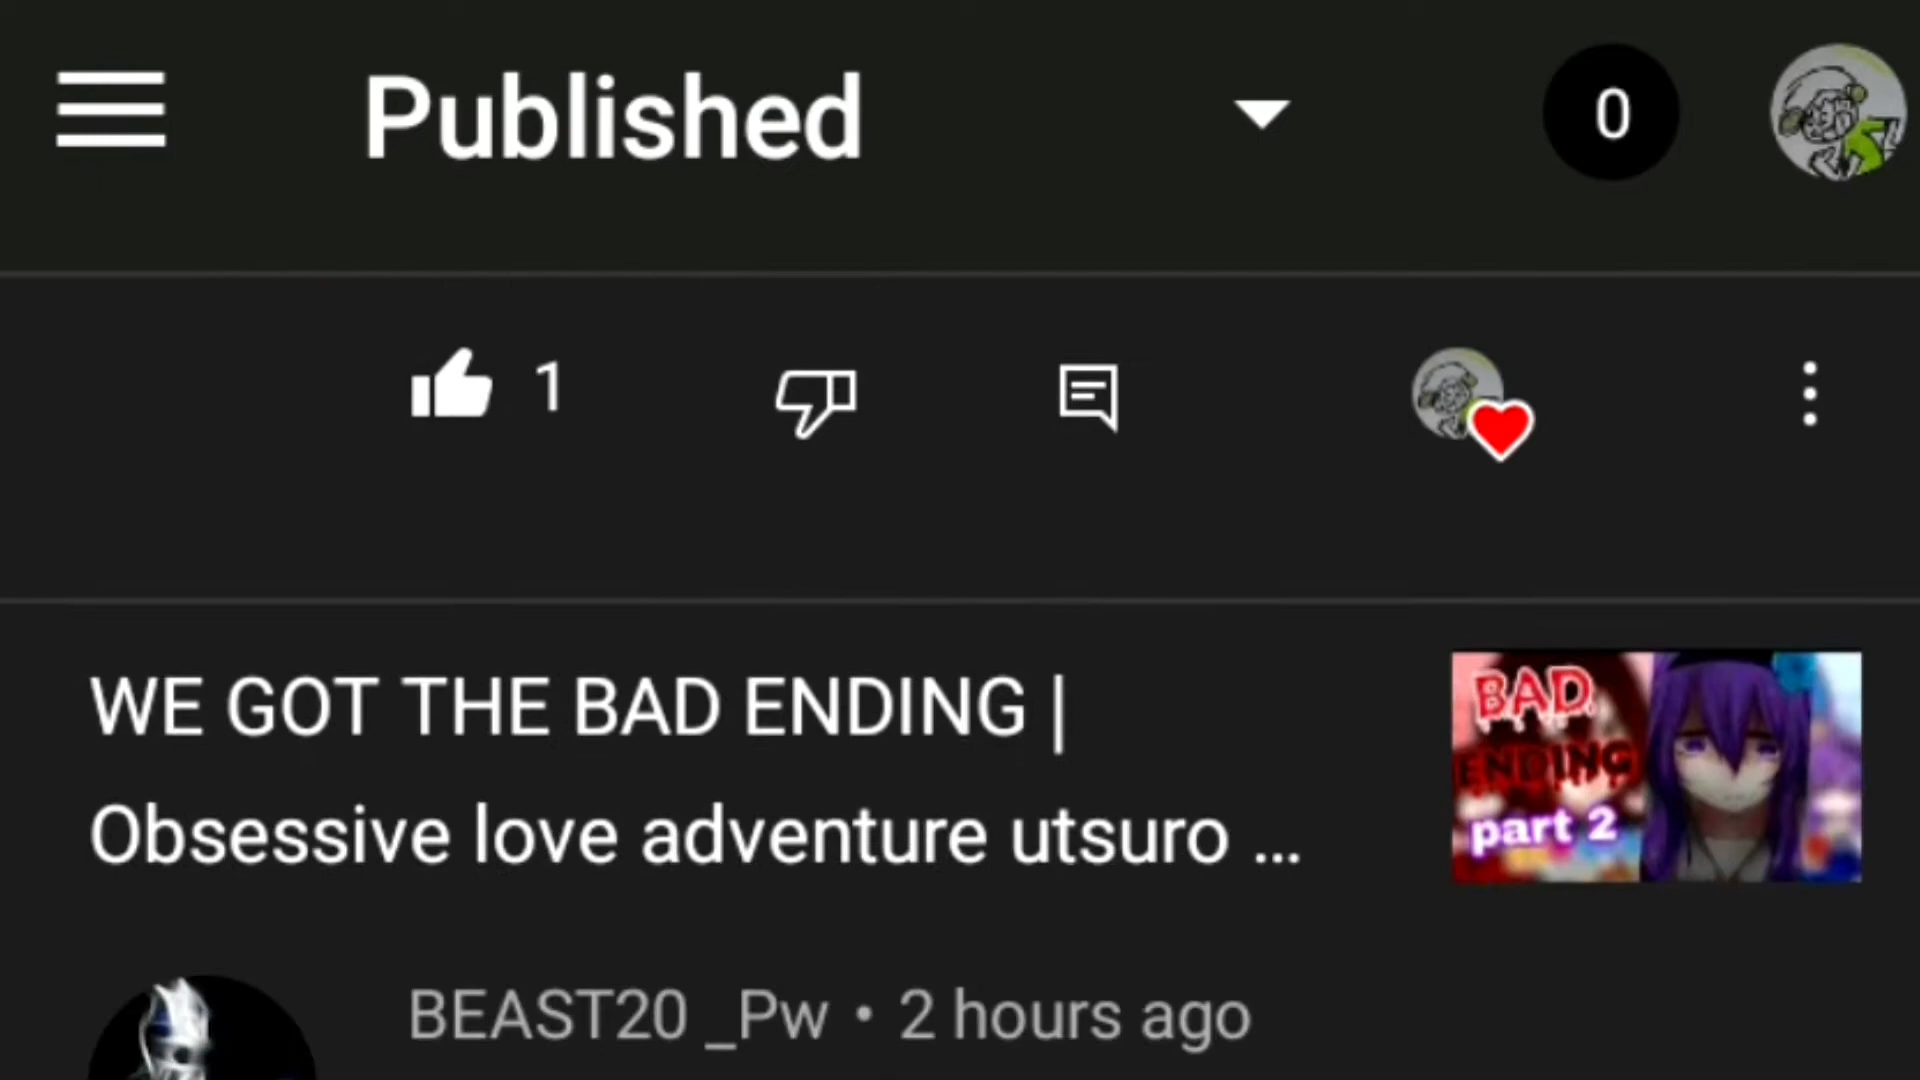 Published
0
1
WE GOT THE BAD ENDING |
Obsessive love adventure utsuro ...
BAD
ENDING
part 2
BEAST20 _Pw • 2 hours ago